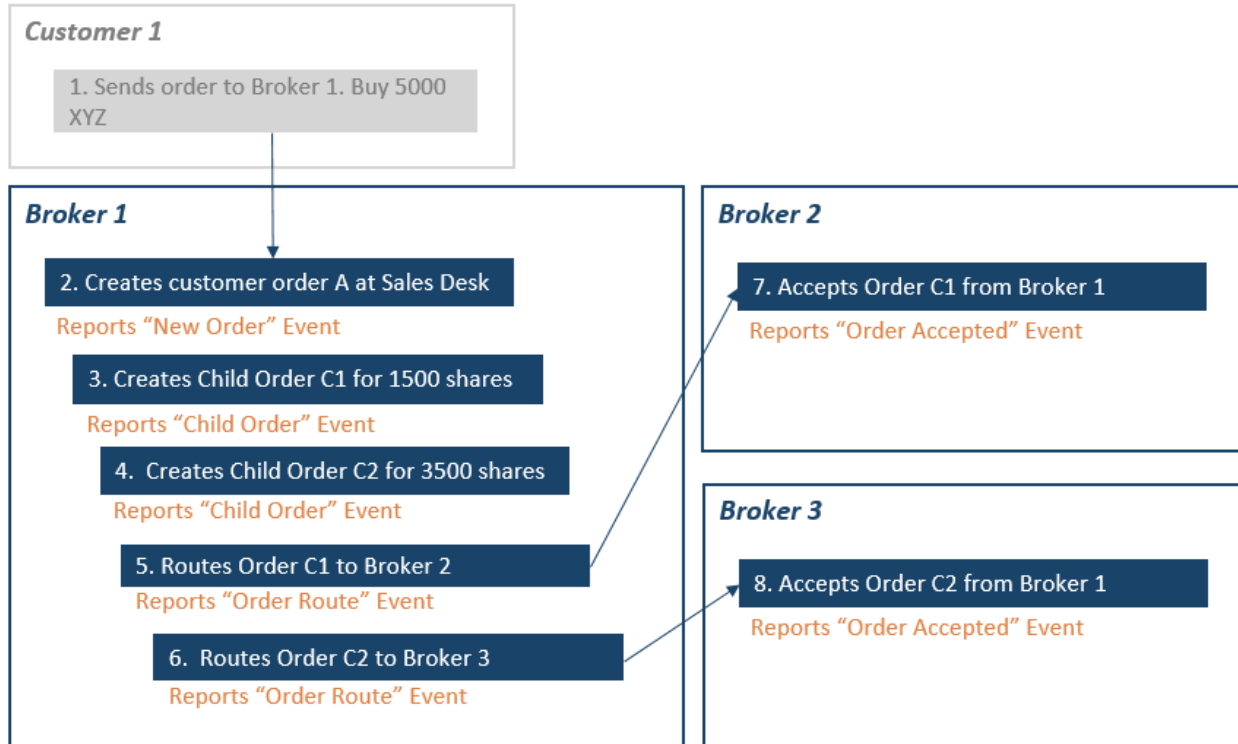 Customer 1
1. Sends order to Broker 1. Buy 5000
XYZ
Broker 1
2. Creates customer order A at Sales Desk
Reports “New Order” Event
3. Creates Child Order C1 for 1500 shares
Reports “Child Order” Event
4. Creates Child Order C2 for 3500 shares
Reports “Child Order” Event
5. Routes Order C1 to Broker 2
Reports “Order Route” Event
6. Routes Order C2 to Broker 3
Reports “Order Route” Event
Broker 2
7. Accepts Order C1 from Broker 1
Reports “Order Accepted” Event
Broker 3
8. Accepts Order C2 from Broker 1
Reports “Order Accepted” Event